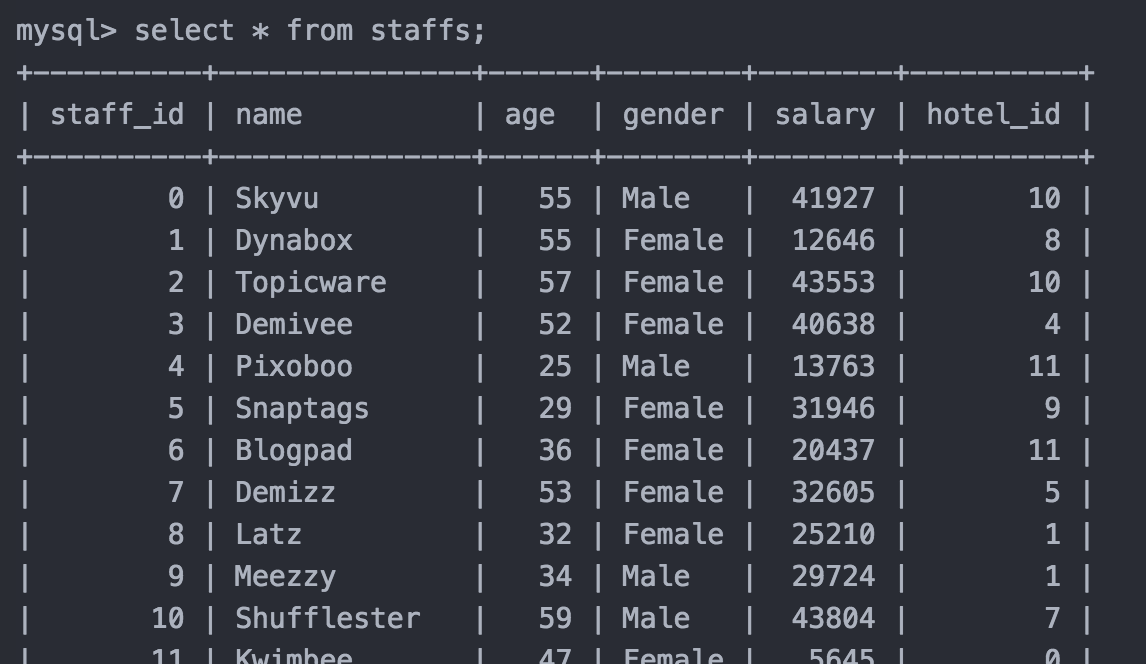 mysql> select * from staffs;
+----------+---------------+------+--------+--------+----------+
| staff_id | name          | age  | gender | salary | hotel_id |
+----------+---------------+------+--------+--------+----------+
|        0 | Skyvu         |   55 | Male   |  41927 |       10 |
|        1 | Dynabox       |   55 | Female |  12646 |        8 |
|        2 | Topicware     |   57 | Female |  43553 |       10 |
|        3 | Demivee       |   52 | Female |  40638 |        4 |
|        4 | Pixoboo       |   25 | Male   |  13763 |       11 |
|        5 | Snaptags      |   29 | Female |  31946 |        9 |
|        6 | Blogpad       |   36 | Female |  20437 |       11 |
|        7 | Demizz        |   53 | Female |  32605 |        5 |
|        8 | Latz          |   32 | Female |  25210 |        1 |
|        9 | Meezzy        |   34 | Male   |  29724 |        1 |
|       10 | Shufflester   |   59 | Male   |  43804 |        7 |
|       11 | Kwimbee       |   47 | Female |   5645 |        0 |